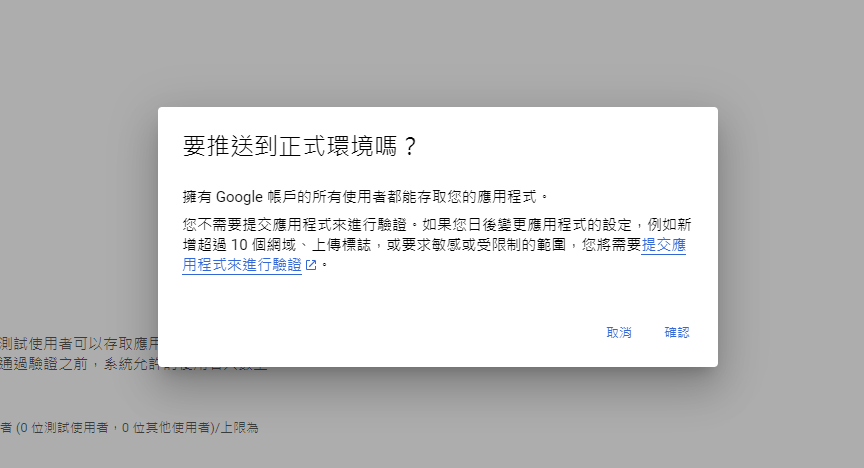 要推送到正式環境嗎？
擁有 Google 帳戶的所有使用者都能存取您的應用程式。
您不需要提交應用程式來進行驗證。如果您日後變更應用程式的設定，例如新
增超過 10 個網域、上傳標誌，或要求敏感或受限制的範圍，您將需要提交應
用程式來進行驗證。
取消 確認
測試使用者可以存取應用
通過驗證之前，系統允許
者 (0 位測試使用者，0 位其他使用者)/上限為